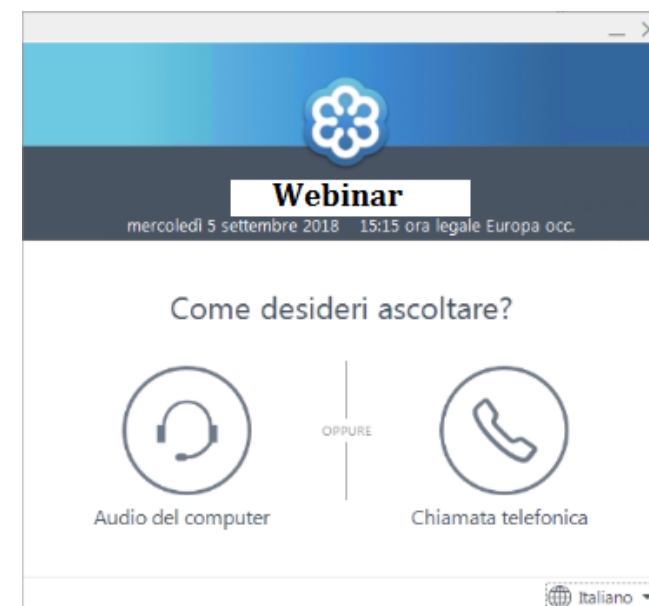 Webinar
mercoledì 5 settembre 2018 15:15 ora legale Europa occ.
Come desideri ascoltare?
OPPURE
Audio del computer
Chiamata telefonica
Italiano